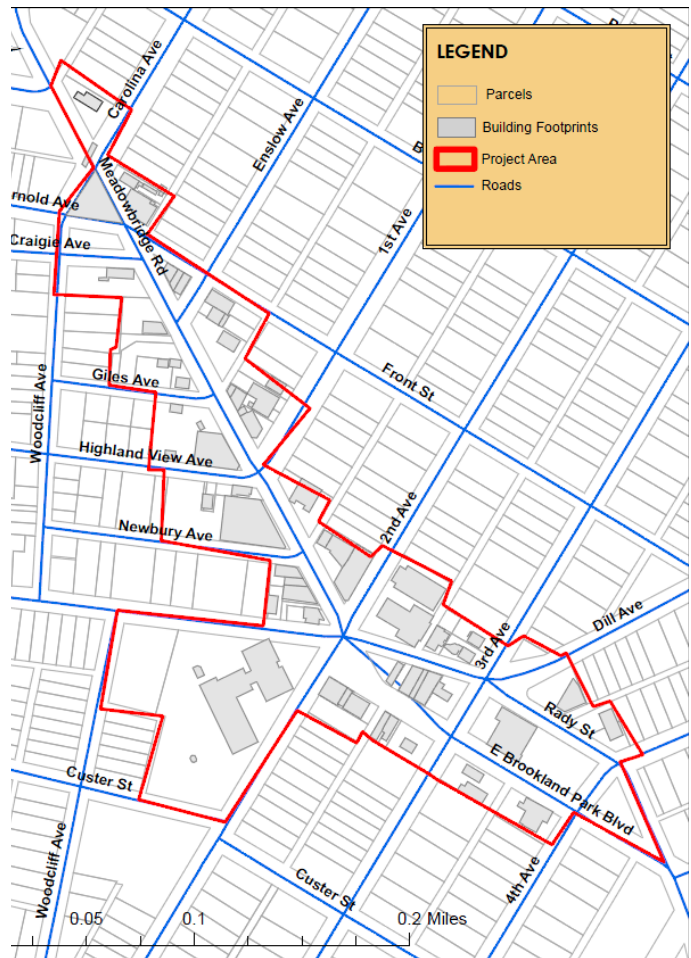 LEGEND
Parcels
Building Footprints
Project Area
Roads
Carolina Ave
Enslow Ave
Meadowbridge Rd
1st Ave
rnold Ave
Craigie Ave
Front St
Giles Ave
Woodcliff Ave
Highland View Ave
2nd Ave
Newbury Ave
Dill Ave
3rd Ave
Rady St
E Brookland Park Blvd
Custer St
Woodcliff Ave
Custer St
4th Ave
0.05 0.1 0.2 Miles